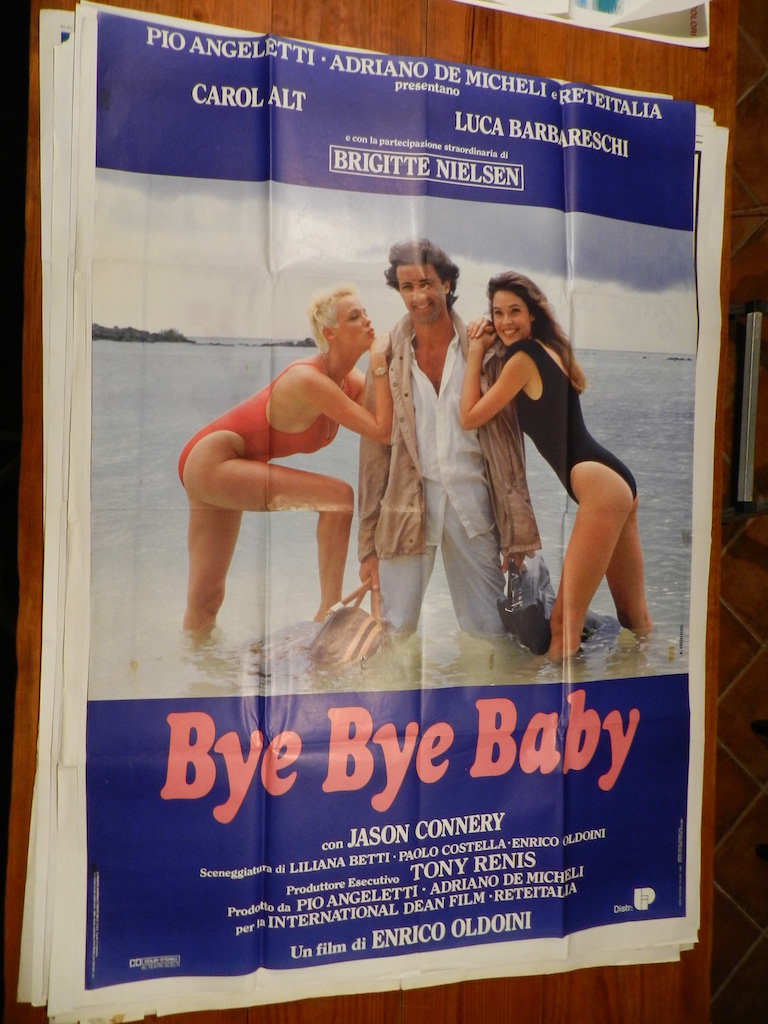 PIO ANGELETTI · ADRIANO DE MICHELI e RETEITALIA
presentano
CAROL ALT
LUCA BARBARESCHI
e con la partecipazione straordinaria di
BRIGITTE NIELSEN
Bye Bye Baby
con JASON CONNERY
Sceneggiatura di LILIANA BETTI · PAOLO COSTELLA · ENRICO OLDOINI
Produttore Esecutivo TONY RENIS
Prodotto da PIO ANGELETTI · ADRIANO DE MICHELI
per la INTERNATIONAL DEAN FILM · RETEITALIA
Un film di ENRICO OLDOINI
Distr.
DOLBY STEREO